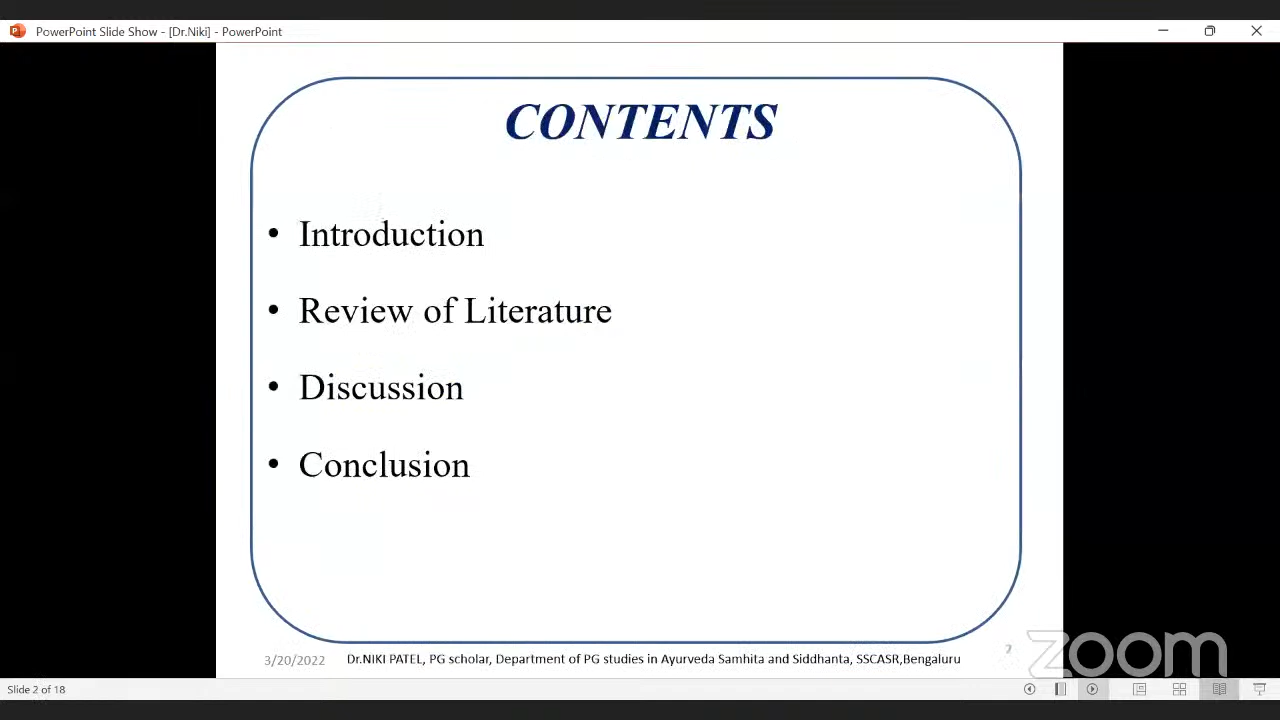 PowerPoint Slide Show - [Dr.Niki] - PowerPoint
CONTENTS
• Introduction
• Review of Literature
• Discussion
• Conclusion
3/20/2022 Dr.NIKI PATEL, PG scholar, Department of PG studies in Ayurveda Samhita and Siddhanta, SSCASR,Bengaluru
zoom
Slide 2 of 18